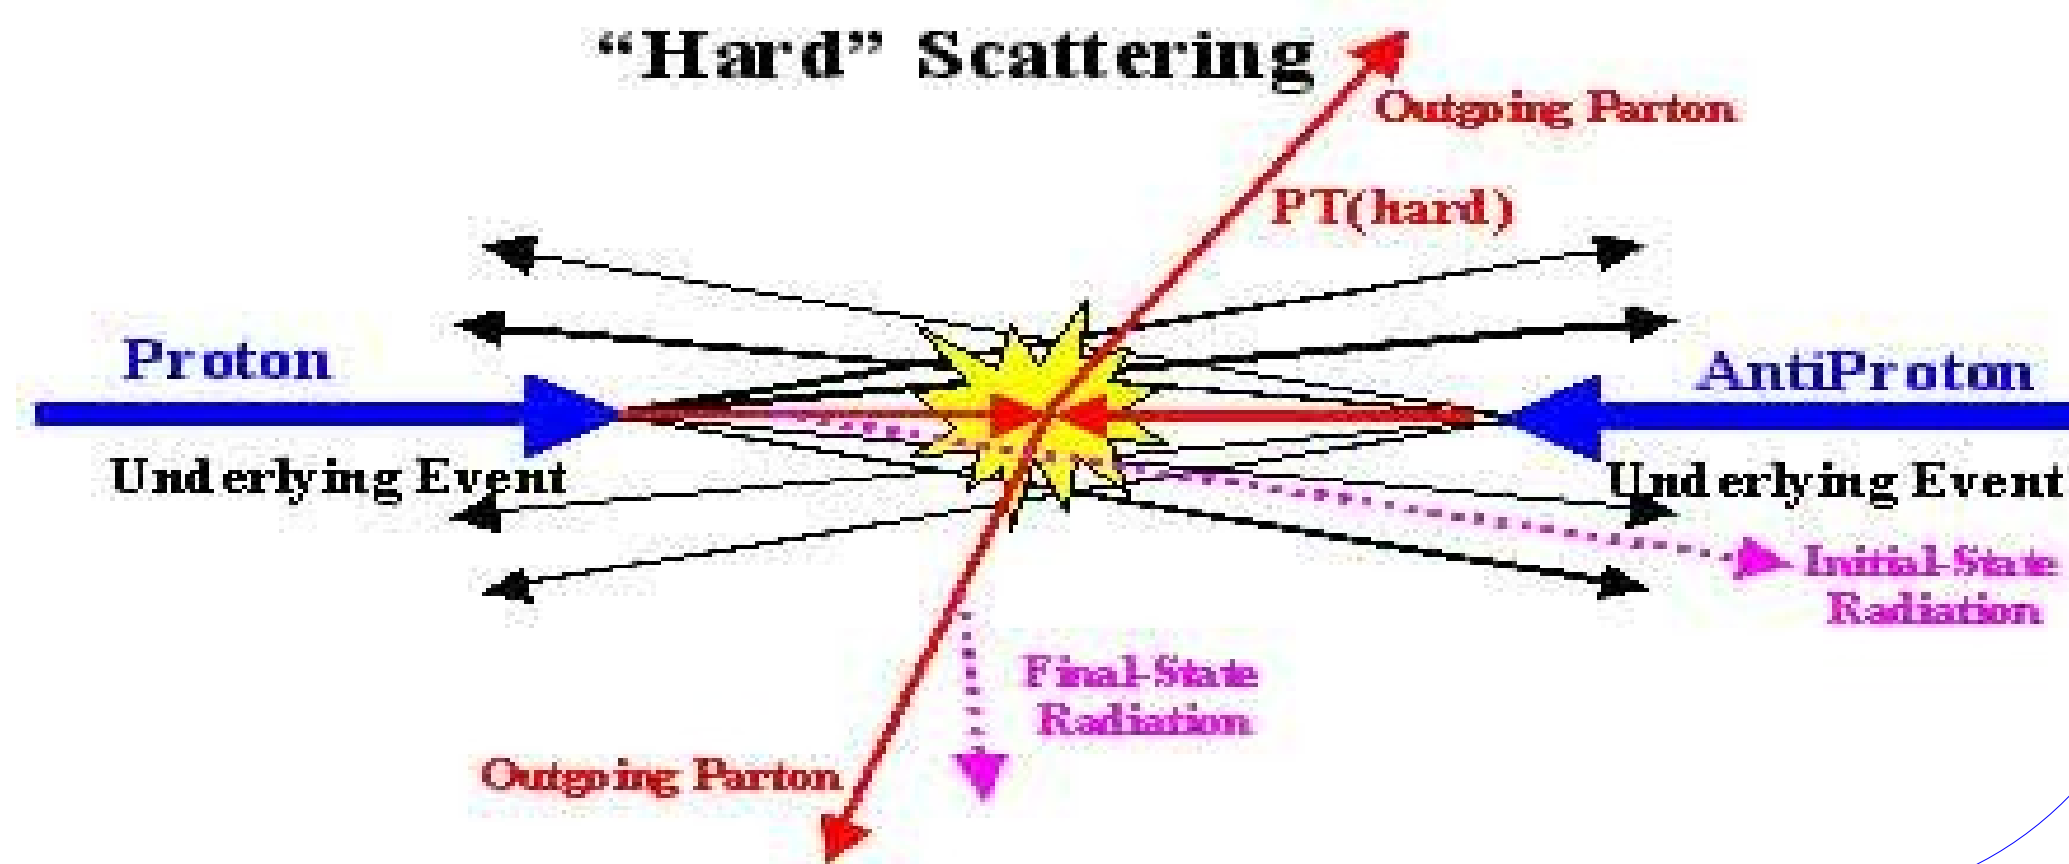 “Hard” Scattering
Outgoing Parton
PT(hard)
Proton
AntiProton
Underlying Event
Underlying Event
Initial-State
Radiation
Final-State
Radiation
Outgoing Parton